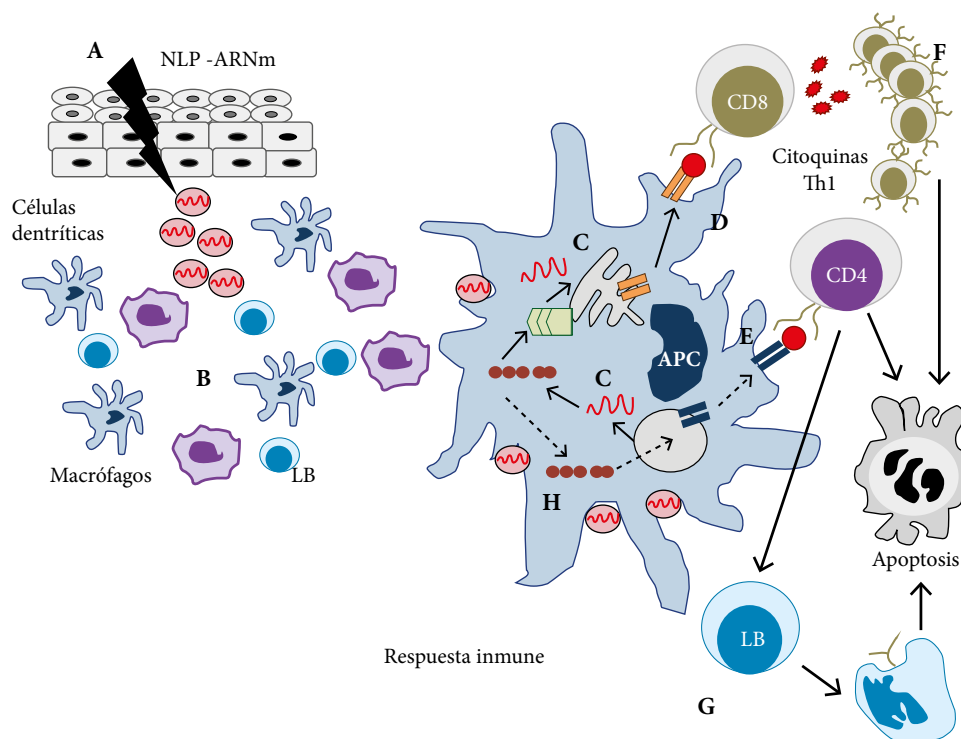 A
NLP -ARNm
F
CD8
Citoquinas
Th1
Células
dentríticas
C
D
CD4
APC
E
B
C
Macrófagos
LB
H
Apoptosis
LB
Respuesta inmune
G